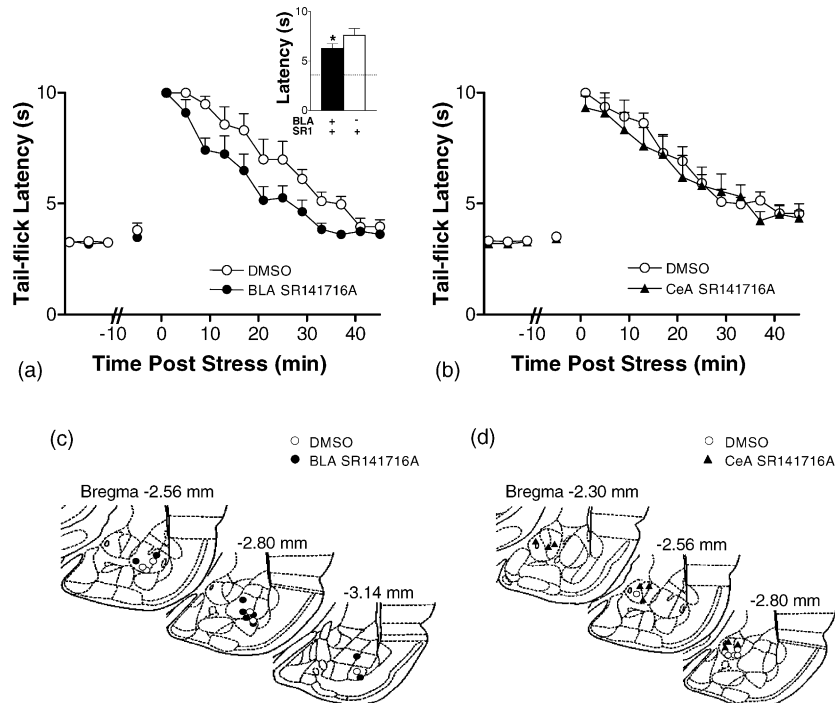 Latency (s)
10
5
0
*
BLA + -
SR1 + +
(a)
Tail-flick Latency (s)
10
5
0
DMSO
BLA SR141716A
-10 0 10 20 30 40
Time Post Stress (min)
(b)
Tail-flick Latency (s)
10
5
0
DMSO
CeA SR141716A
-10 0 10 20 30 40
Time Post Stress (min)
(c)
DMSO
BLA SR141716A
Bregma -2.56 mm
-2.80 mm
-3.14 mm
(d)
DMSO
CeA SR141716A
Bregma -2.30 mm
-2.56 mm
-2.80 mm